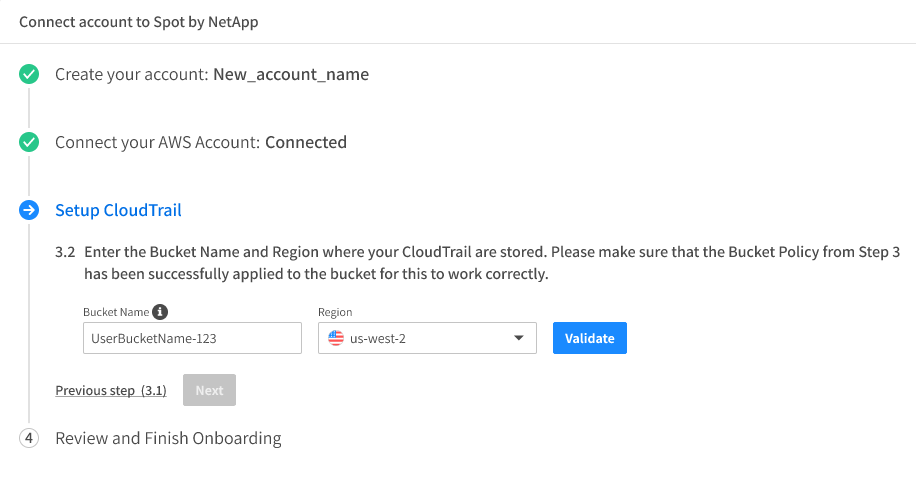 Connect account to Spot by NetApp
Create your account: New_account_name
Connect your AWS Account: Connected
Setup CloudTrail
3.2 Enter the Bucket Name and Region where your CloudTrail are stored. Please make sure that the Bucket Policy from Step 3
has been successfully applied to the bucket for this to work correctly.
Bucket Name i Region
UserBucketName-123 us-west-2 Validate
Previous step (3.1) Next
4 Review and Finish Onboarding